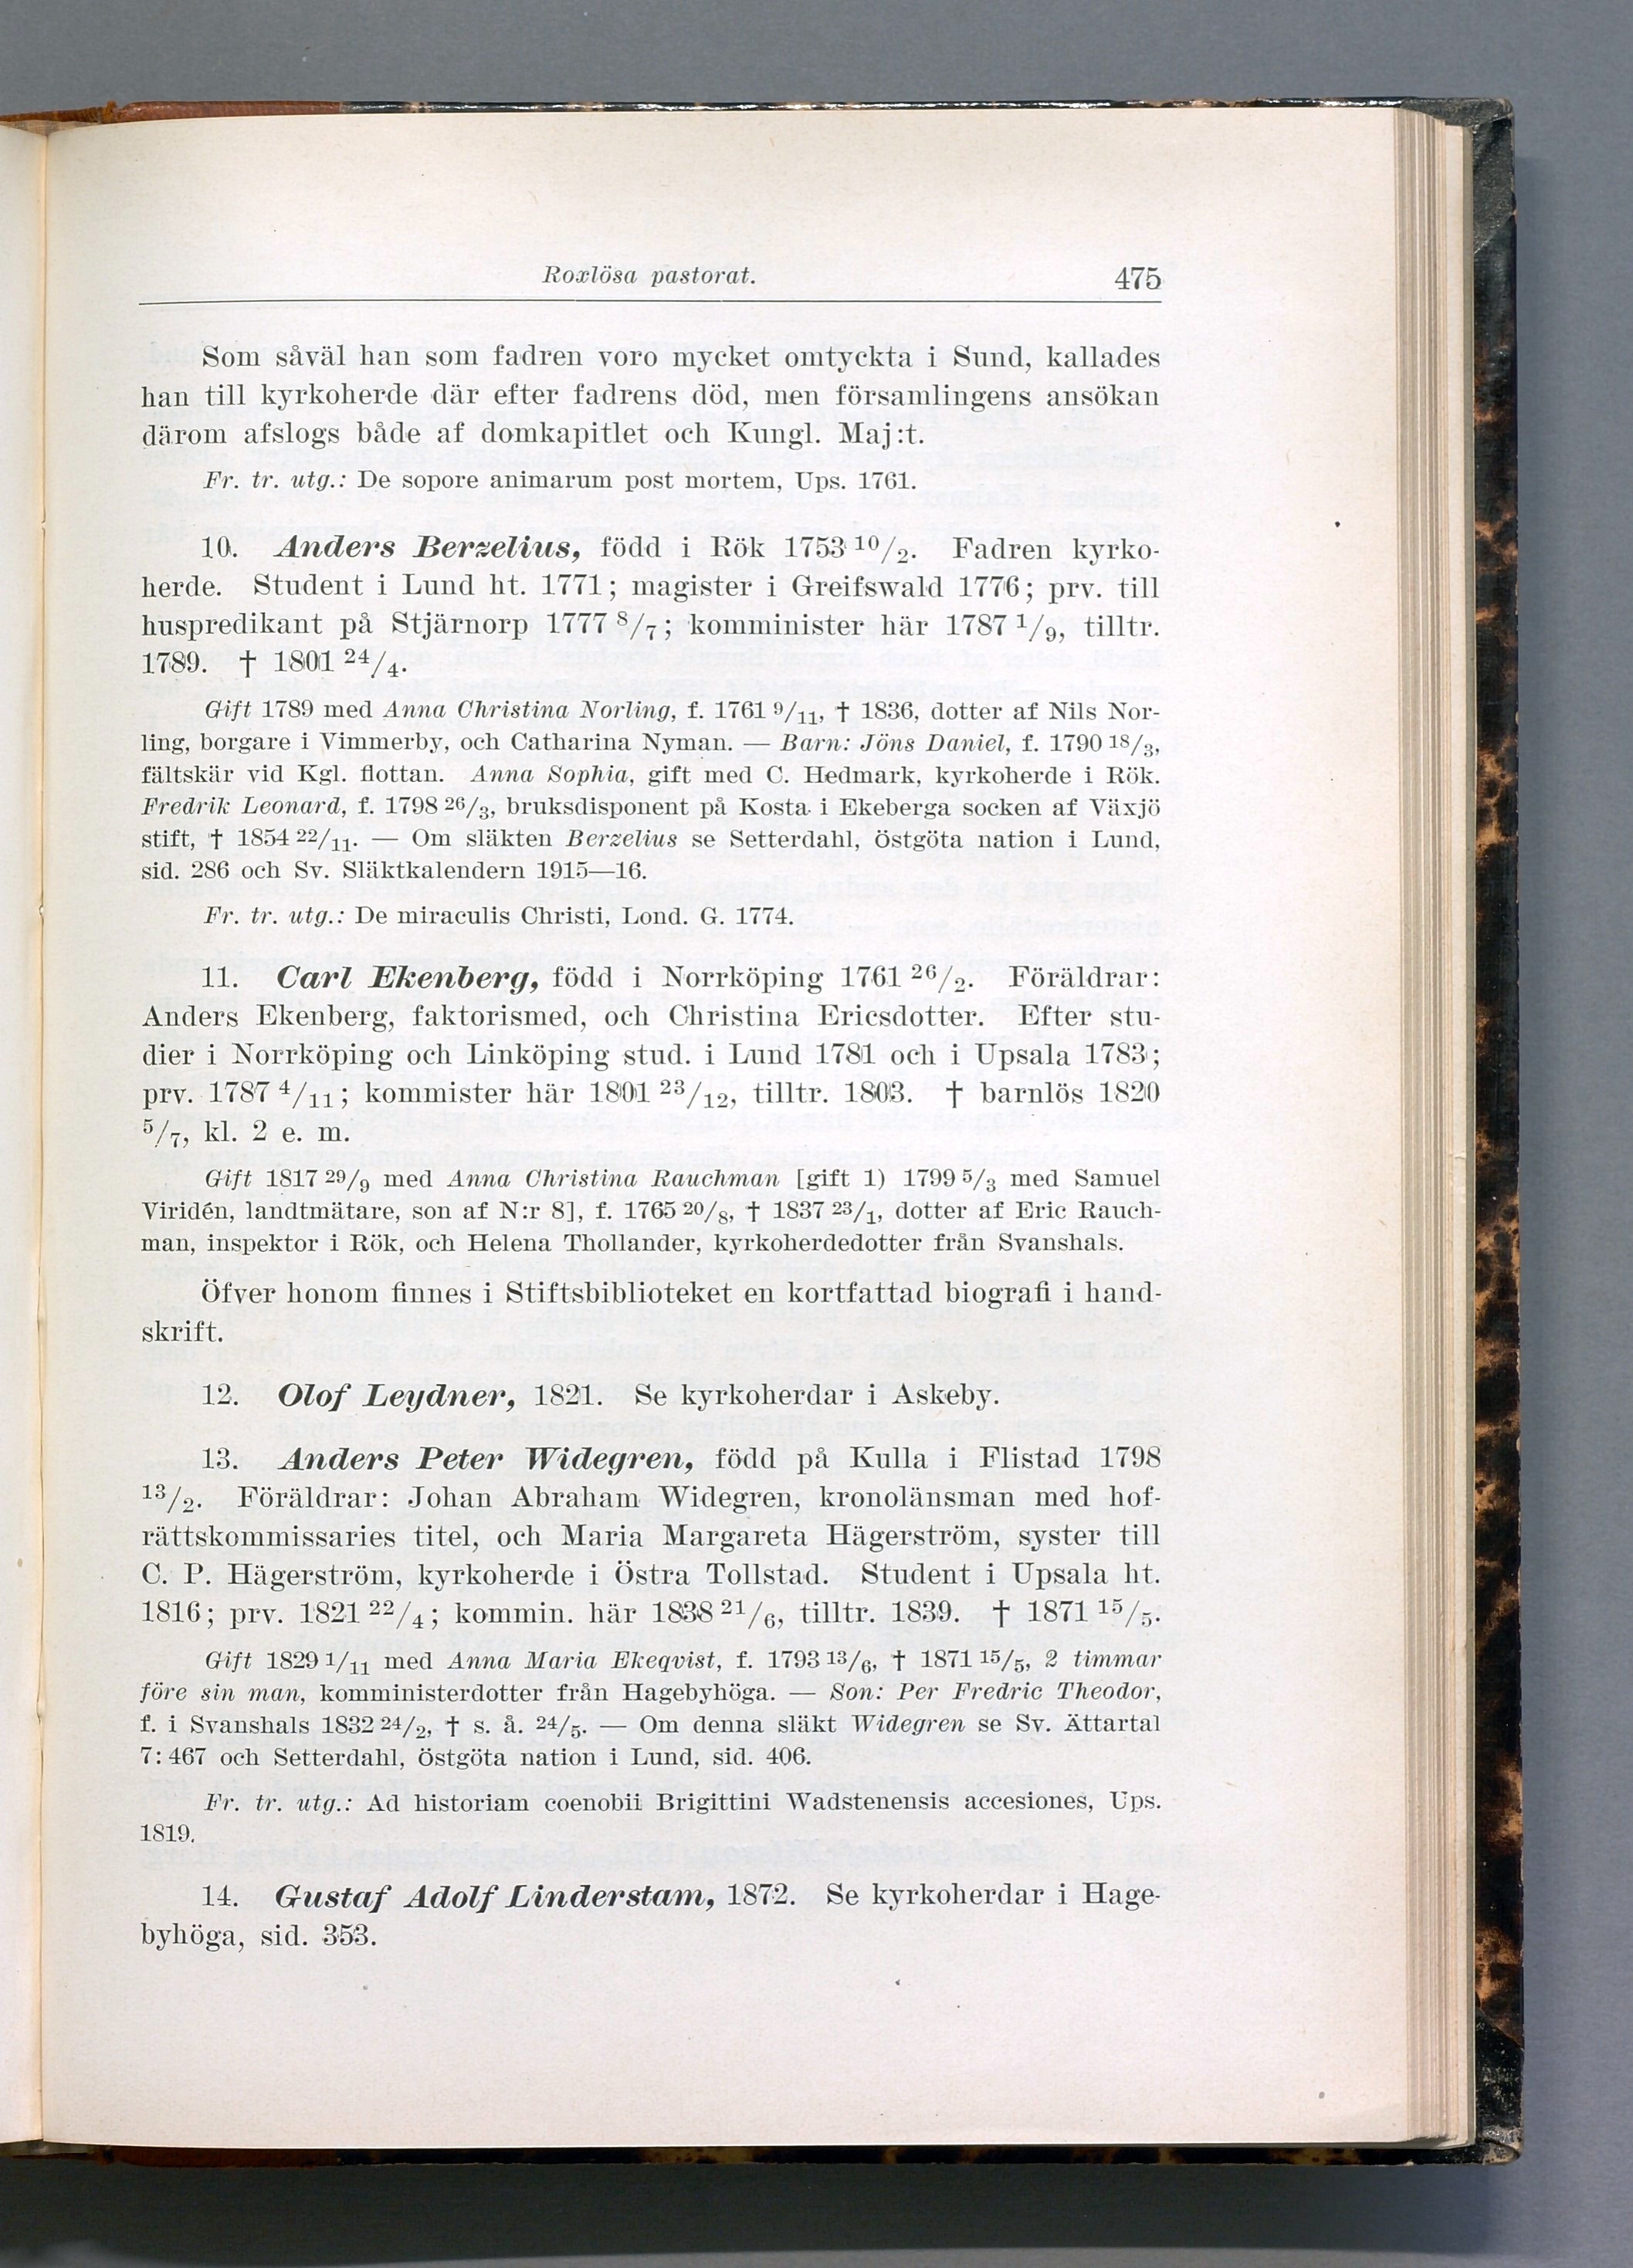 Roxlösa pastorat. 475
Som såväl han som fadren voro mycket omtyckta i Sund, kallades
han till kyrkoherde där efter fadrens död, men församlingens ansökan
därom afslogs både af domkapitlet och Kungl. Maj:t.
Fr. tr. utg.: De sopore animarum post mortem, Ups. 1761.
10. Anders Berzelius, född i Rök 1753 10/2. Fadren kyrko-
herde. Student i Lund ht. 1771; magister i Greifswald 1776; prv. till
huspredikant på Stjärnorp 1777 8/7; komminister här 1787 1/9, tilltr.
1789. † 1801 24/4.
Gift 1789 med Anna Christina Norling, f. 1761 9/11, † 1836, dotter af Nils Nor-
ling, borgare i Vimmerby, och Catharina Nyman. — Barn: Jöns Daniel, f. 1790 18/3,
fältskär vid Kgl. flottan. Anna Sophia, gift med C. Hedmark, kyrkoherde i Rök.
Fredrik Leonard, f. 1798 26/3, bruksdisponent på Kosta i Ekeberga socken af Växjö
stift, † 1854 22/11. — Om släkten Berzelius se Setterdahl, Östgöta nation i Lund,
sid. 286 och Sv. Släktkalendern 1915—16.
Fr. tr. utg.: De miraculis Christi, Lond. G. 1774.
11. Carl Ekenberg, född i Norrköping 1761 26/2. Föräldrar:
Anders Ekenberg, faktorismed, och Christina Ericsdotter. Efter stu-
dier i Norrköping och Linköping stud. i Lund 1781 och i Upsala 1783;
prv. 1787 4/11; kommister här 1801 23/12, tilltr. 1803. † barnlös 1820
5/7, kl. 2 e. m.
Gift 1817 29/9 med Anna Christina Rauchman [gift 1) 1799 5/3 med Samuel
Viridén, landtmätare, son af N:r 8], f. 1765 20/8, † 1837 23/1, dotter af Eric Rauch-
man, inspektor i Rök, och Helena Thollander, kyrkoherdedotter från Svanshals.
Öfver honom finnes i Stiftsbiblioteket en kortfattad biografi i hand-
skrift.
12. Olof Leydner, 1821. Se kyrkoherdar i Askeby.
13. Anders Peter Widegren, född på Kulla i Flistad 1798
13/2. Föräldrar: Johan Abraham Widegren, kronolänsman med hof-
rättskommissaries titel, och Maria Margareta Hägerström, syster till
C. P. Hägerström, kyrkoherde i Östra Tollstad. Student i Upsala ht.
1816; prv. 1821 22/4; kommin. här 1838 21/6, tilltr. 1839. † 1871 15/5.
Gift 1829 1/11 med Anna Maria Ekeqvist, f. 1793 13/6, † 1871 15/5, 2 timmar
före sin man, komministerdotter från Hagebyhöga. — Son: Per Fredric Theodor,
f. i Svanshals 1832 24/2, † s. å. 24/5. — Om denna släkt Widegren se Sv. Ättartal
7:467 och Setterdahl, Östgöta nation i Lund, sid. 406.
Fr. tr. utg.: Ad historiam coenobii Brigittini Wadstenensis accesiones, Ups.
1819.
14. Gustaf Adolf Linderstam, 1872. Se kyrkoherdar i Hage-
byhöga, sid. 353.